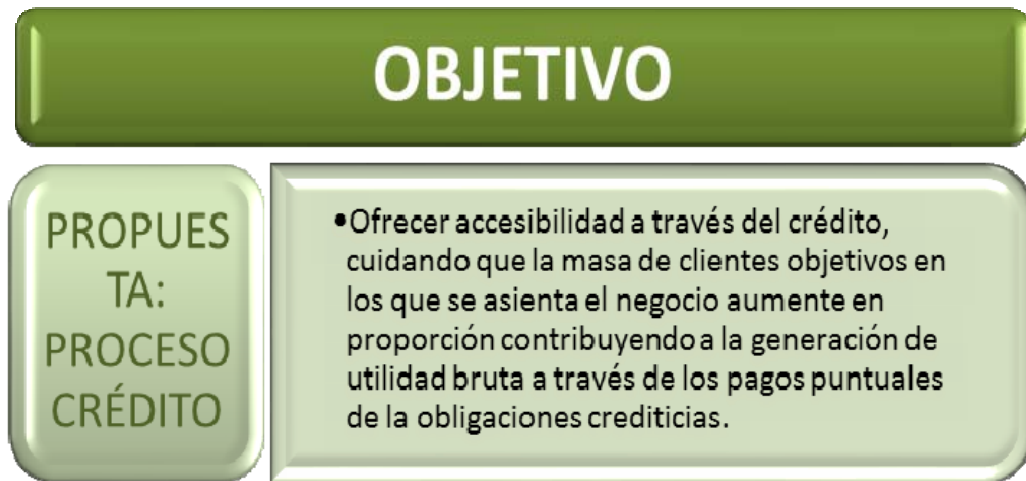 OBJETIVO
PROPUES
TA:
PROCESO
CRÉDITO
•Ofrecer accesibilidad a través del crédito,
cuidando que la masa de clientes objetivos en
los que se asienta el negocio aumente en
proporción contribuyendo a la generación de
utilidad bruta a través de los pagos puntuales
de la obligaciones crediticias.